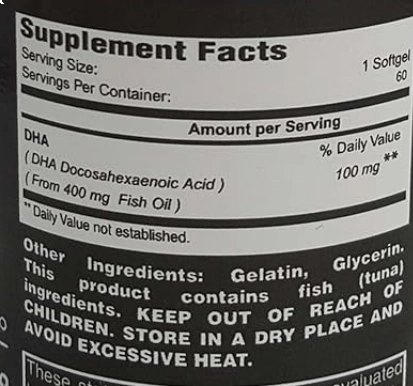 Supplement Facts
Serving Size: 1 Softgel
Servings Per Container: 60
Amount per Serving
% Daily Value
DHA 100 mg **
( DHA Docosahexaenoic Acid )
( From 400 mg Fish Oil )
** Daily Value not established.
Other Ingredients: Gelatin, Glycerin.
This product contains fish (tuna)
ingredients. KEEP OUT OF REACH OF
CHILDREN. STORE IN A DRY PLACE AND
AVOID EXCESSIVE HEAT.
These